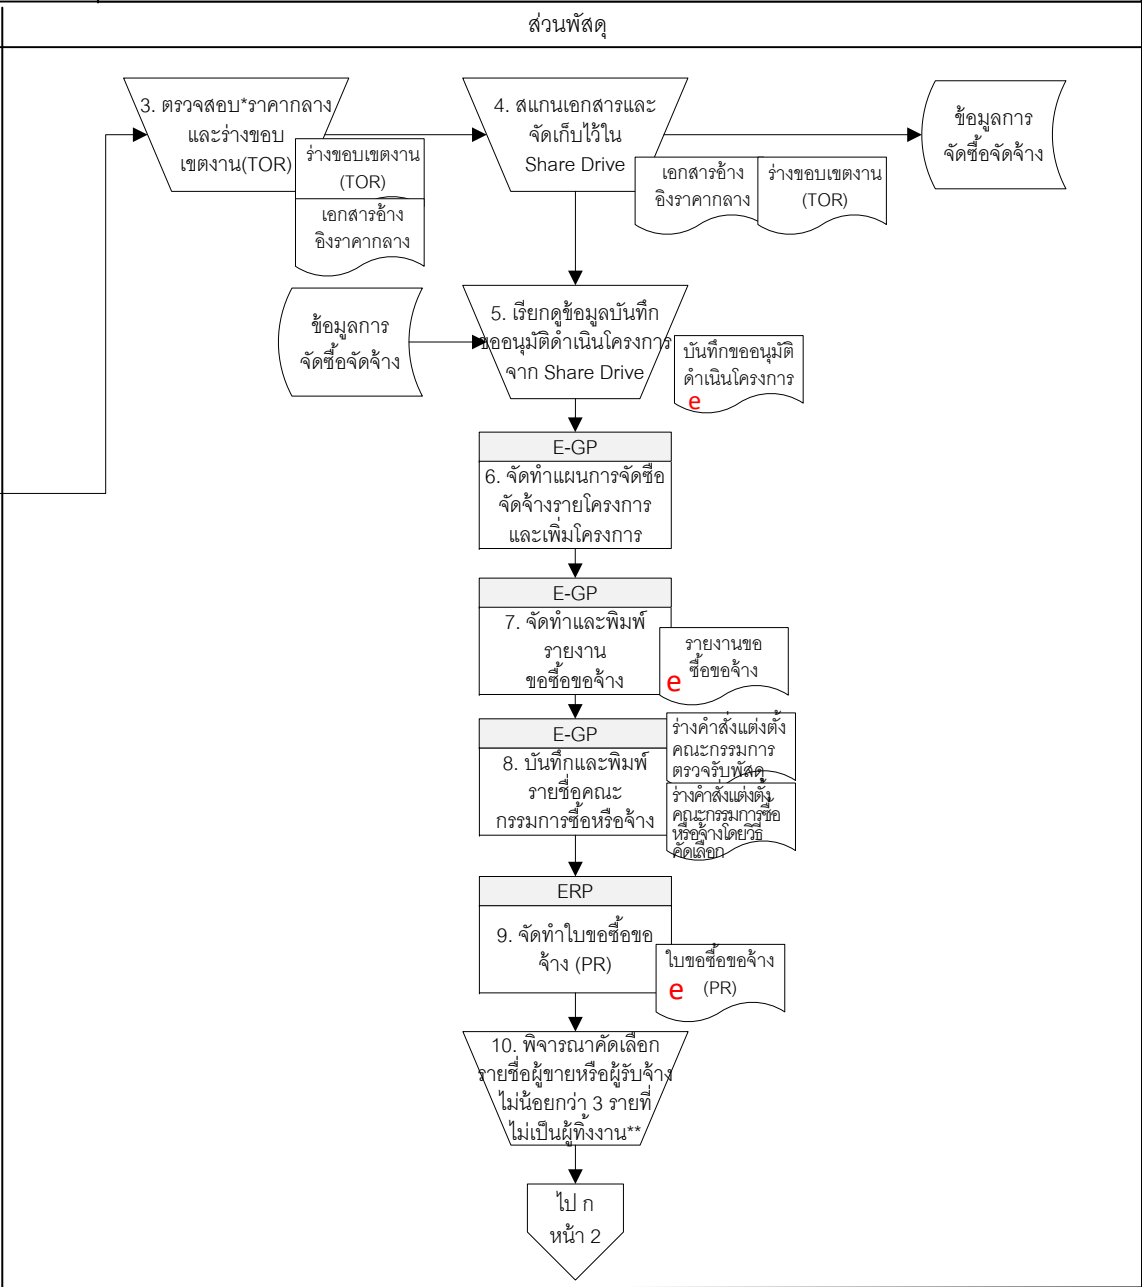 ส่วนพัสดุ
3. ตรวจสอบ*ราคากลาง
และร่างขอบ
เขตงาน(TOR)
ร่างขอบเขตงาน
(TOR)
เอกสารอ้าง
อิงราคากลาง
4. สแกนเอกสารและ
จัดเก็บไว้ใน
Share Drive
เอกสารอ้าง
อิงราคากลาง
ร่างขอบเขตงาน
(TOR)
ข้อมูลการ
จัดซื้อจัดจ้าง
ข้อมูลการ
จัดซื้อจัดจ้าง
5. เรียกดูข้อมูลบันทึก
ขออนุมัติดำเนินโครงการ
จาก Share Drive
บันทึกขออนุมัติ
ดำเนินโครงการ
e
E-GP
6. จัดทำแผนการจัดซื้อ
จัดจ้างรายโครงการ
และเพิ่มโครงการ
E-GP
7. จัดทำและพิมพ์
รายงาน
ขอซื้อขอจ้าง
รายงานขอ
ซื้อขอจ้าง
e
E-GP
8. บันทึกและพิมพ์
รายชื่อคณะ
กรรมการซื้อหรือจ้าง
ร่างคำสั่งแต่งตั้ง
คณะกรรมการ
ตรวจรับพัสดุ
ร่างคำสั่งแต่งตั้ง
คณะกรรมการซื้อ
หรือจ้างโดยวิธี
คัดเลือก
ERP
9. จัดทำใบขอซื้อขอ
จ้าง (PR)
ใบขอซื้อขอจ้าง
e (PR)
10. พิจารณาคัดเลือก
รายชื่อผู้ขายหรือผู้รับจ้าง
ไม่น้อยกว่า 3 รายที่
ไม่เป็นผู้ทิ้งงาน**
ไป ก
หน้า 2